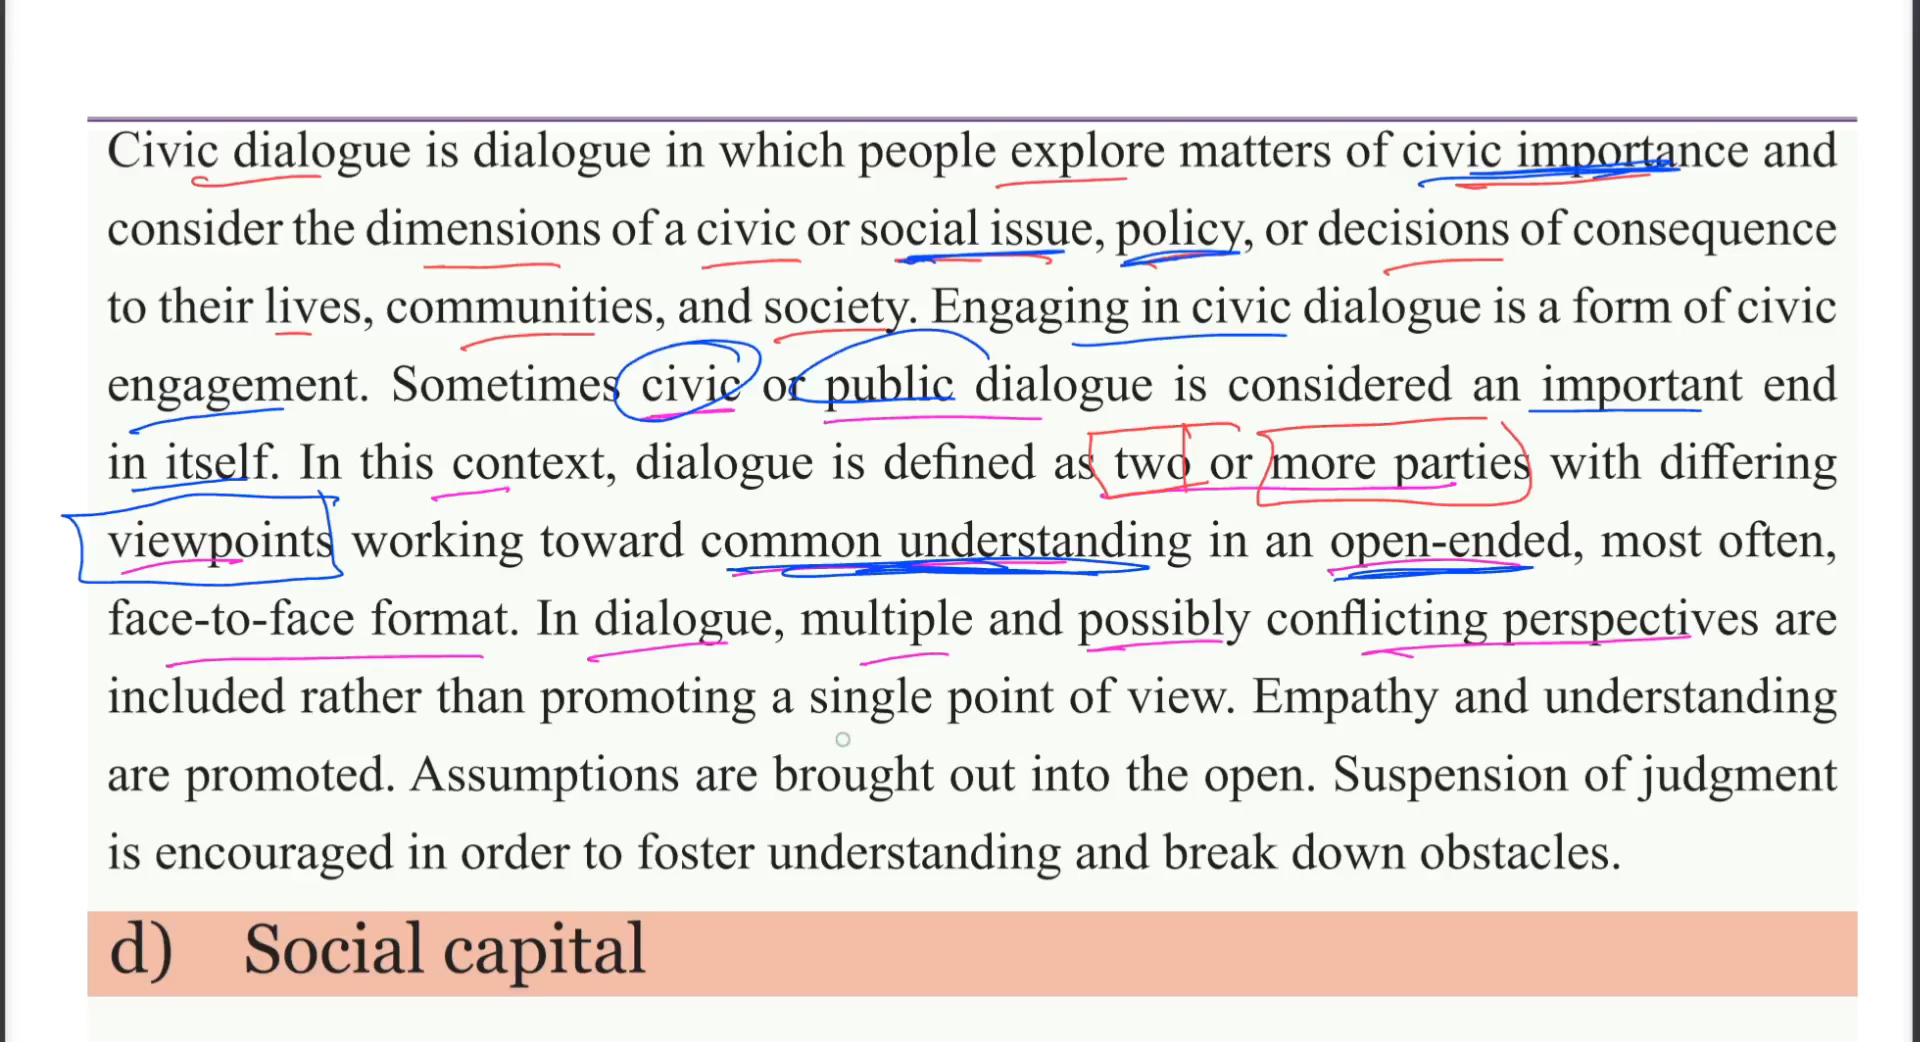 Civic dialogue is dialogue in which people explore matters of civic importance and
consider the dimensions of a civic or social issue, policy, or decisions of consequence
to their lives, communities, and society. Engaging in civic dialogue is a form of civic
engagement. Sometimes civic or public dialogue is considered an important end
in itself. In this context, dialogue is defined as two or more parties with differing
viewpoints working toward common understanding in an open-ended, most often,
face-to-face format. In dialogue, multiple and possibly conflicting perspectives are
included rather than promoting a single point of view. Empathy and understanding
are promoted. Assumptions are brought out into the open. Suspension of judgment
is encouraged in order to foster understanding and break down obstacles.
d) Social capital